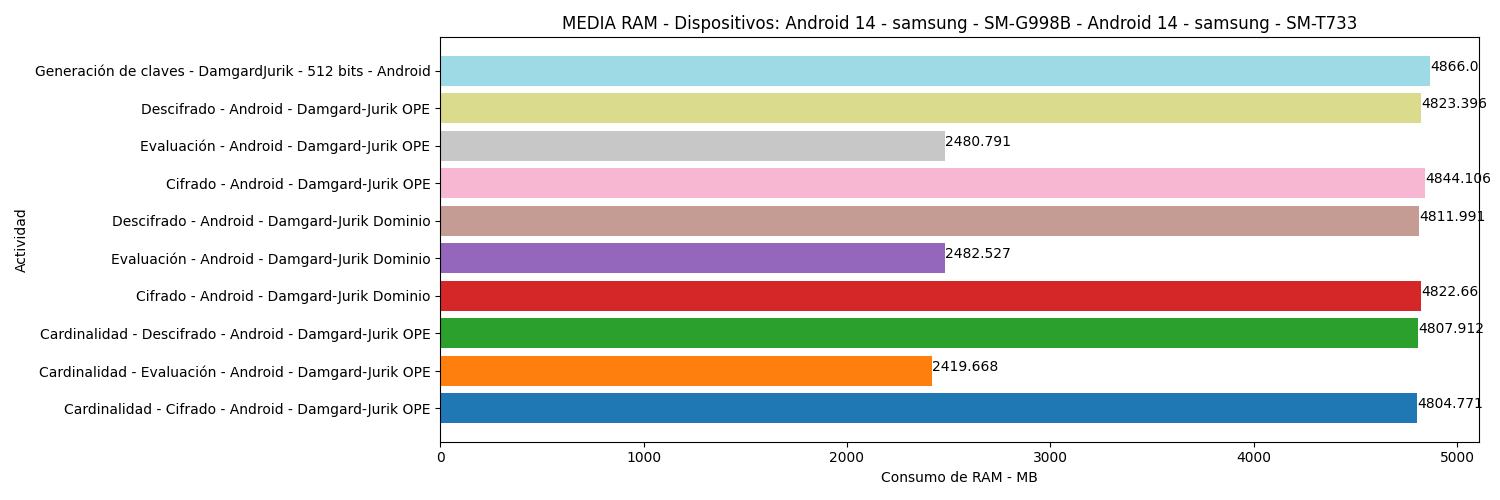 MEDIA RAM - Dispositivos: Android 14 - samsung - SM-G998B - Android 14 - samsung - SM-T733
Generación de claves - DamgardJurik - 512 bits - Android
4866.0
Descifrado - Android - Damgard-Jurik OPE
4823.396
Evaluación - Android - Damgard-Jurik OPE
2480.791
Cifrado - Android - Damgard-Jurik OPE
4844.106
Descifrado - Android - Damgard-Jurik Dominio
4811.991
Evaluación - Android - Damgard-Jurik Dominio
2482.527
Cifrado - Android - Damgard-Jurik Dominio
4822.66
Cardinalidad - Descifrado - Android - Damgard-Jurik OPE
4807.912
Cardinalidad - Evaluación - Android - Damgard-Jurik OPE
2419.668
Cardinalidad - Cifrado - Android - Damgard-Jurik OPE
4804.771
Actividad
0 1000 2000 3000 4000 5000
Consumo de RAM - MB